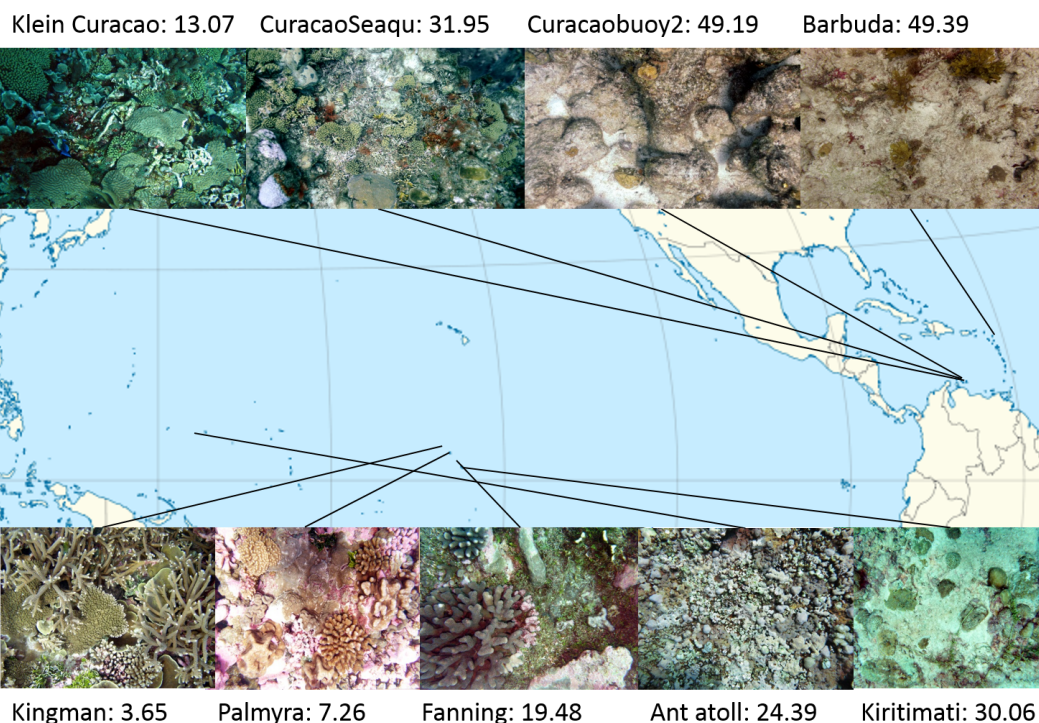 Klein Curacao: 13.07 CuracaoSeaqu: 31.95 Curacaobuoy2: 49.19 Barbuda: 49.39
Kingman: 3.65 Palmyra: 7.26 Fanning: 19.48 Ant atoll: 24.39 Kiritimati: 30.06